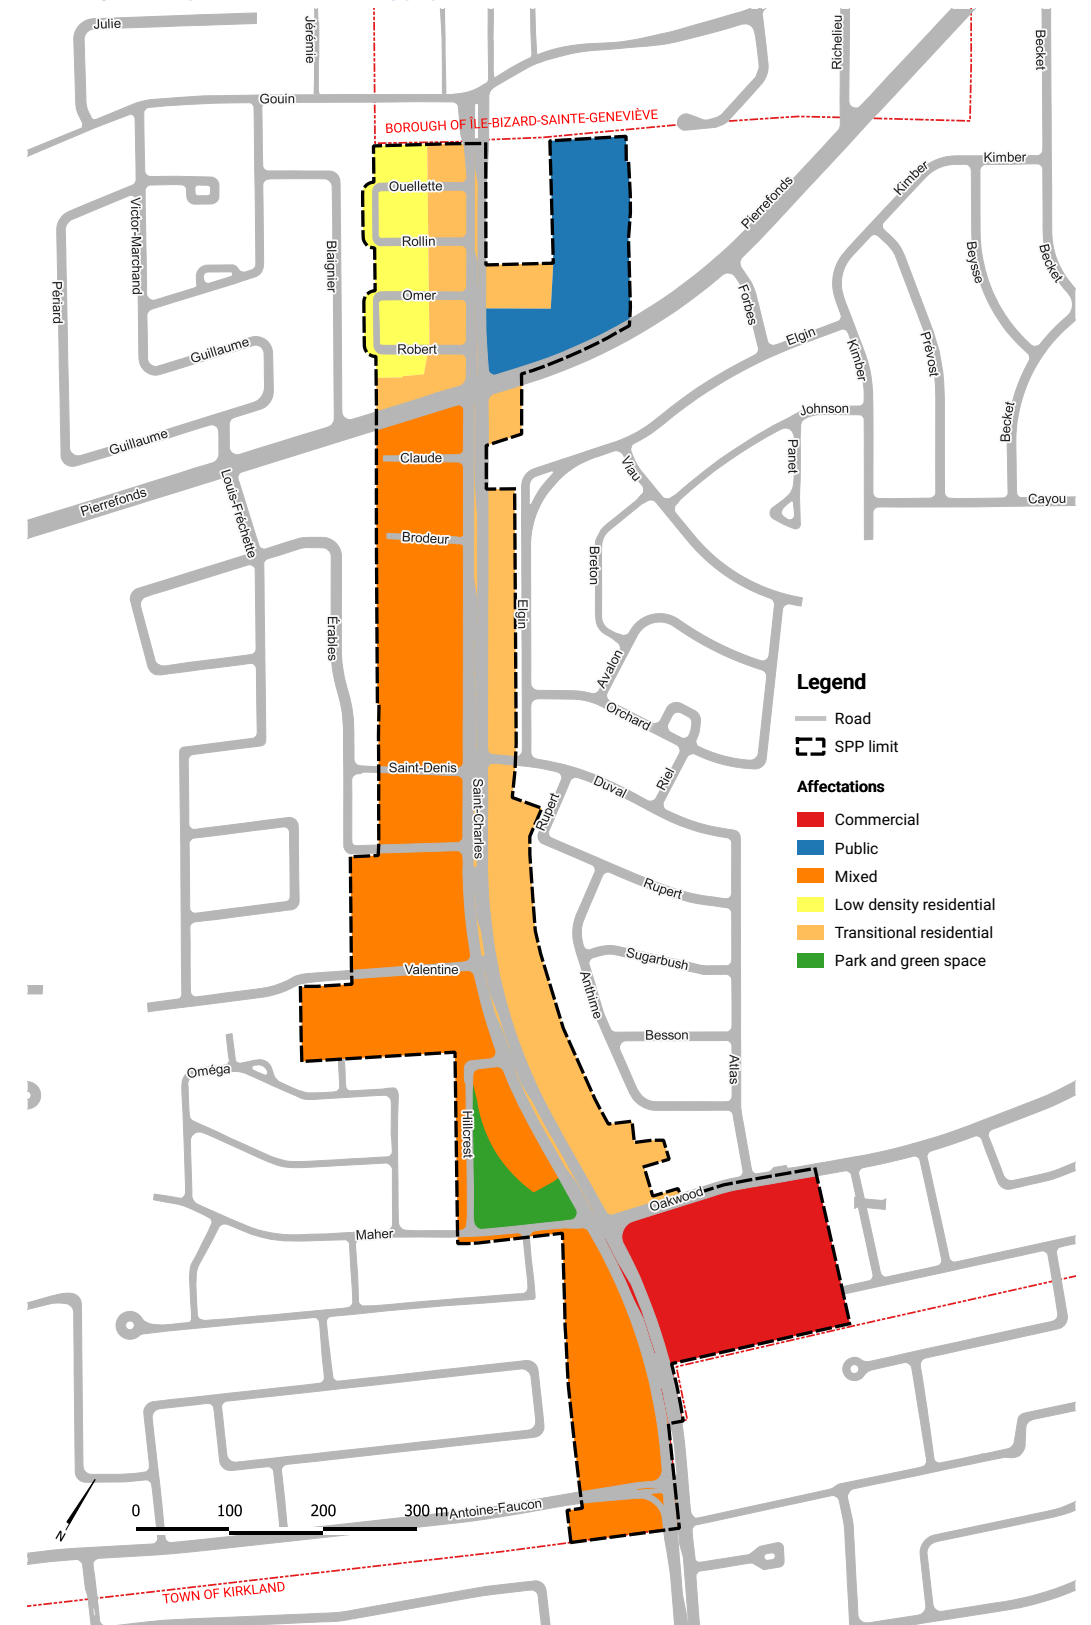 Julie
Jérémie
Richelieu
Becket
Gouin
BOROUGH OF ÎLE-BIZARD-SAINTE-GENEVIÈVE
Kimber
Kimber
Ouellette
Pierrefonds
Victor-Marchand
Rollin
Blaignier
Beysse
Becket
Périard
Omer
Forbes
Guillaume
Robert
Elgin
Kimber
Prévost
Johnson
Becket
Guillaume
Claude
Panet
Viau
Pierrefonds
Louis-Fréchette
Cayou
Brodeur
Breton
Elgin
Érables
Avalon
Orchard
Legend
Road
SPP limit
Saint-Denis
Saint-Charles
Riel
Duval
Rupert
Affectations
Commercial
Public
Mixed
Low density residential
Transitional residential
Park and green space
Rupert
Sugarbush
Valentine
Anthime
Besson
Atlas
Oméga
Hillcrest
Oakwood
Maher
0 100 200 300 m
Antoine-Faucon
N
TOWN OF KIRKLAND